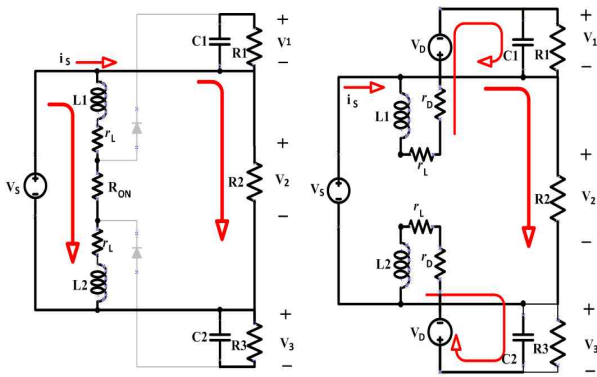 C1
R1
+
V1
−
iS
L1
rL
RON
rL
L2
VS
R2
+
V2
−
C2
R3
+
V3
−
VD
C1
R1
+
V1
−
iS
L1
rD
rL
VS
R2
+
V2
−
rL
L2
rD
VD
C2
R3
+
V3
−